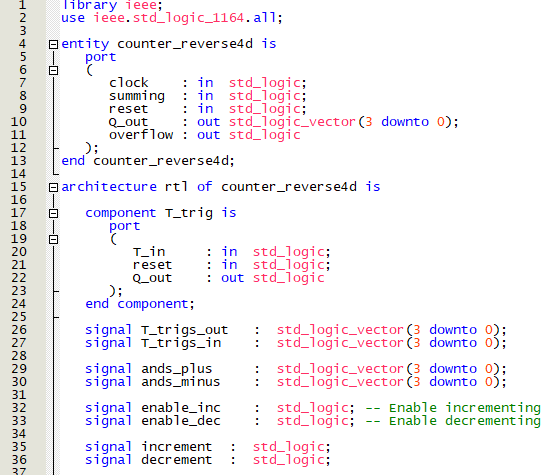 1 library ieee;
2 use ieee.std_logic_1164.all;
3
4 entity counter_reverse4d is
5 port
6 (
7 clock : in std_logic;
8 summing : in std_logic;
9 reset : in std_logic;
10 Q_out : out std_logic_vector(3 downto 0);
11 overflow : out std_logic
12 );
13 end counter_reverse4d;
14
15 architecture rtl of counter_reverse4d is
16
17 component T_trig is
18 port
19 (
20 T_in : in std_logic;
21 reset : in std_logic;
22 Q_out : out std_logic
23 );
24 end component;
25
26 signal T_trigs_out : std_logic_vector(3 downto 0);
27 signal T_trigs_in : std_logic_vector(3 downto 0);
28
29 signal ands_plus : std_logic_vector(3 downto 0);
30 signal ands_minus : std_logic_vector(3 downto 0);
31
32 signal enable_inc : std_logic; -- Enable incrementing
33 signal enable_dec : std_logic; -- Enable decrementing
34
35 signal increment : std_logic;
36 signal decrement : std_logic;
37